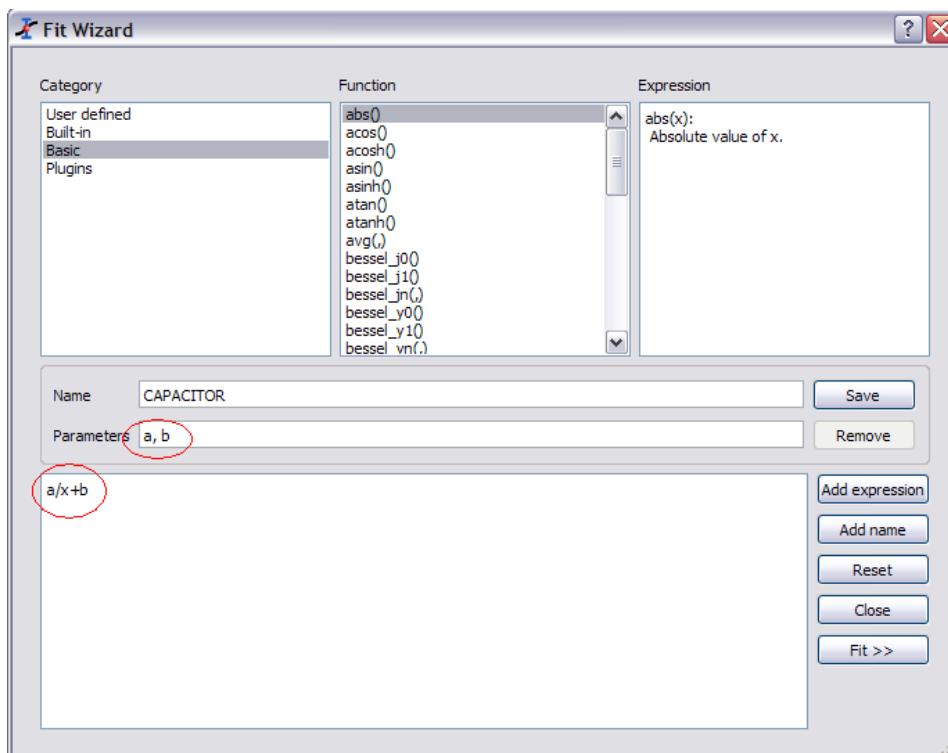 Fit Wizard
Category
User defined
Built-in
Basic
Plugins
Function
abs()
acos()
acosh()
asin()
asinh()
atan()
atanh()
avg(,)
bessel_j0()
bessel_j1()
bessel_jn(,)
bessel_y0()
bessel_y1()
bessel_yn(,)
Expression
abs(x):
Absolute value of x.
Name CAPACITOR Save
Parameters a, b Remove
a/x+b
Add expression
Add name
Reset
Close
Fit >>